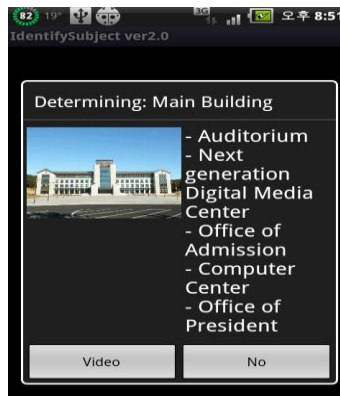 82 19° 3G 오후 8:51
IdentifySubject ver2.0
Determining: Main Building
- Auditorium
- Next
generation
Digital Media
Center
- Office of
Admission
- Computer
Center
- Office of
President
Video No